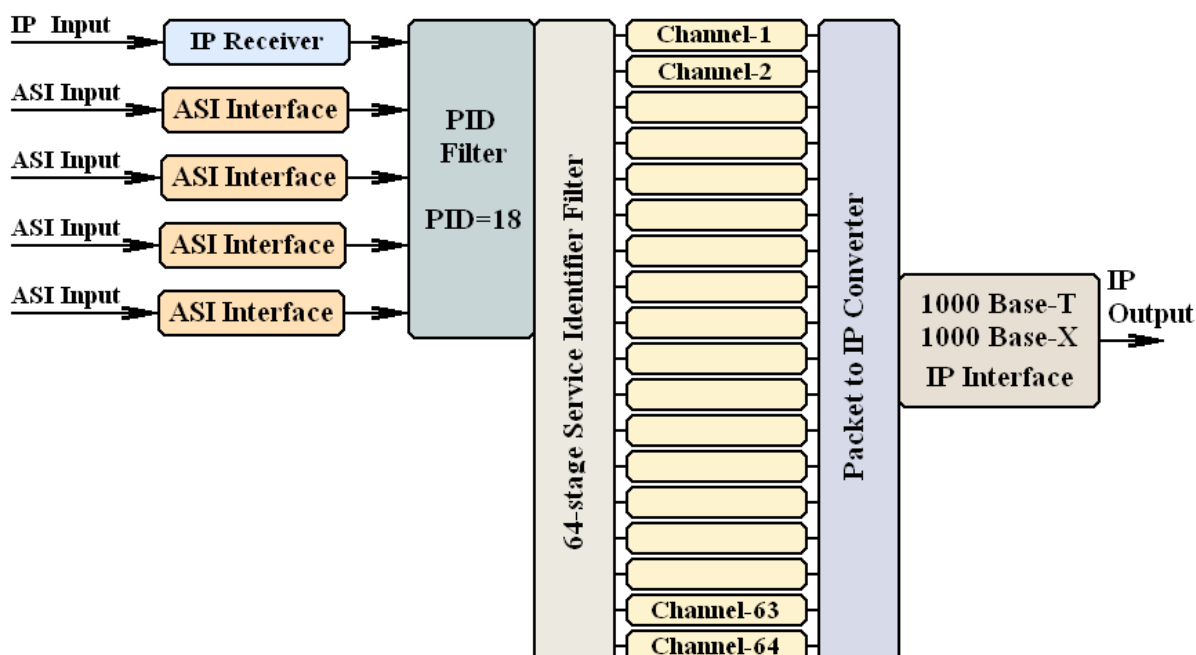 IP Input
IP Receiver
ASI Input
ASI Interface
ASI Input
ASI Interface
ASI Input
ASI Interface
ASI Input
ASI Interface
PID
Filter
PID=18
64-stage Service Identifier Filter
Channel-1
Channel-2
Channel-63
Channel-64
Packet to IP Converter
1000 Base-T
1000 Base-X
IP Interface
IP
Output